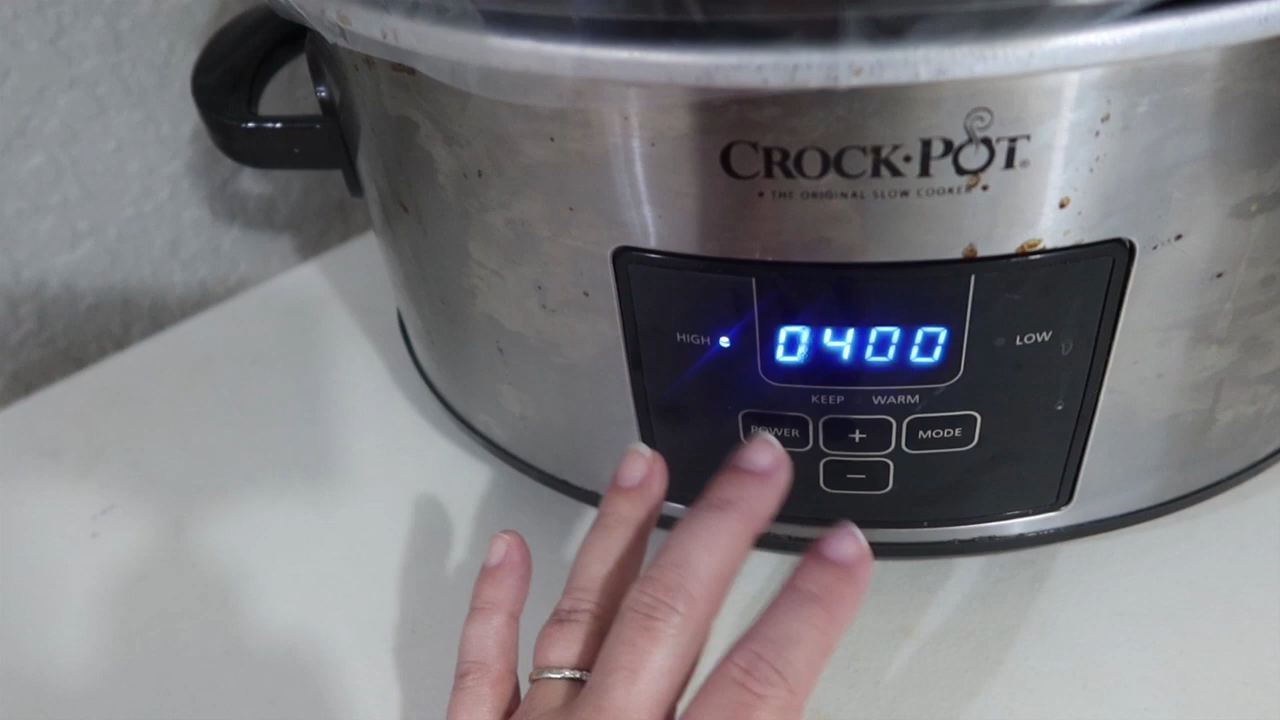 CROCK·POT®
• THE ORIGINAL SLOW COOKER
HIGH 0400 LOW
KEEP WARM
POWER + MODE
−